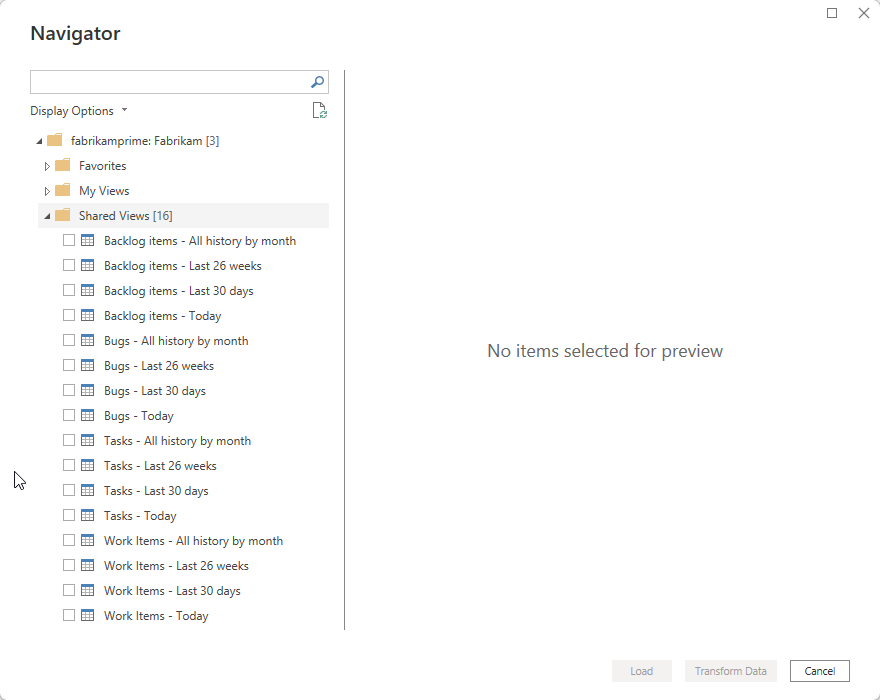 Navigator
Display Options
fabrikamprime: Fabrikam [3]
Favorites
My Views
Shared Views [16]
Backlog items - All history by month
Backlog items - Last 26 weeks
Backlog items - Last 30 days
Backlog items - Today
Bugs - All history by month
Bugs - Last 26 weeks
Bugs - Last 30 days
Bugs - Today
Tasks - All history by month
Tasks - Last 26 weeks
Tasks - Last 30 days
Tasks - Today
Work Items - All history by month
Work Items - Last 26 weeks
Work Items - Last 30 days
Work Items - Today
No items selected for preview
Load
Transform Data
Cancel